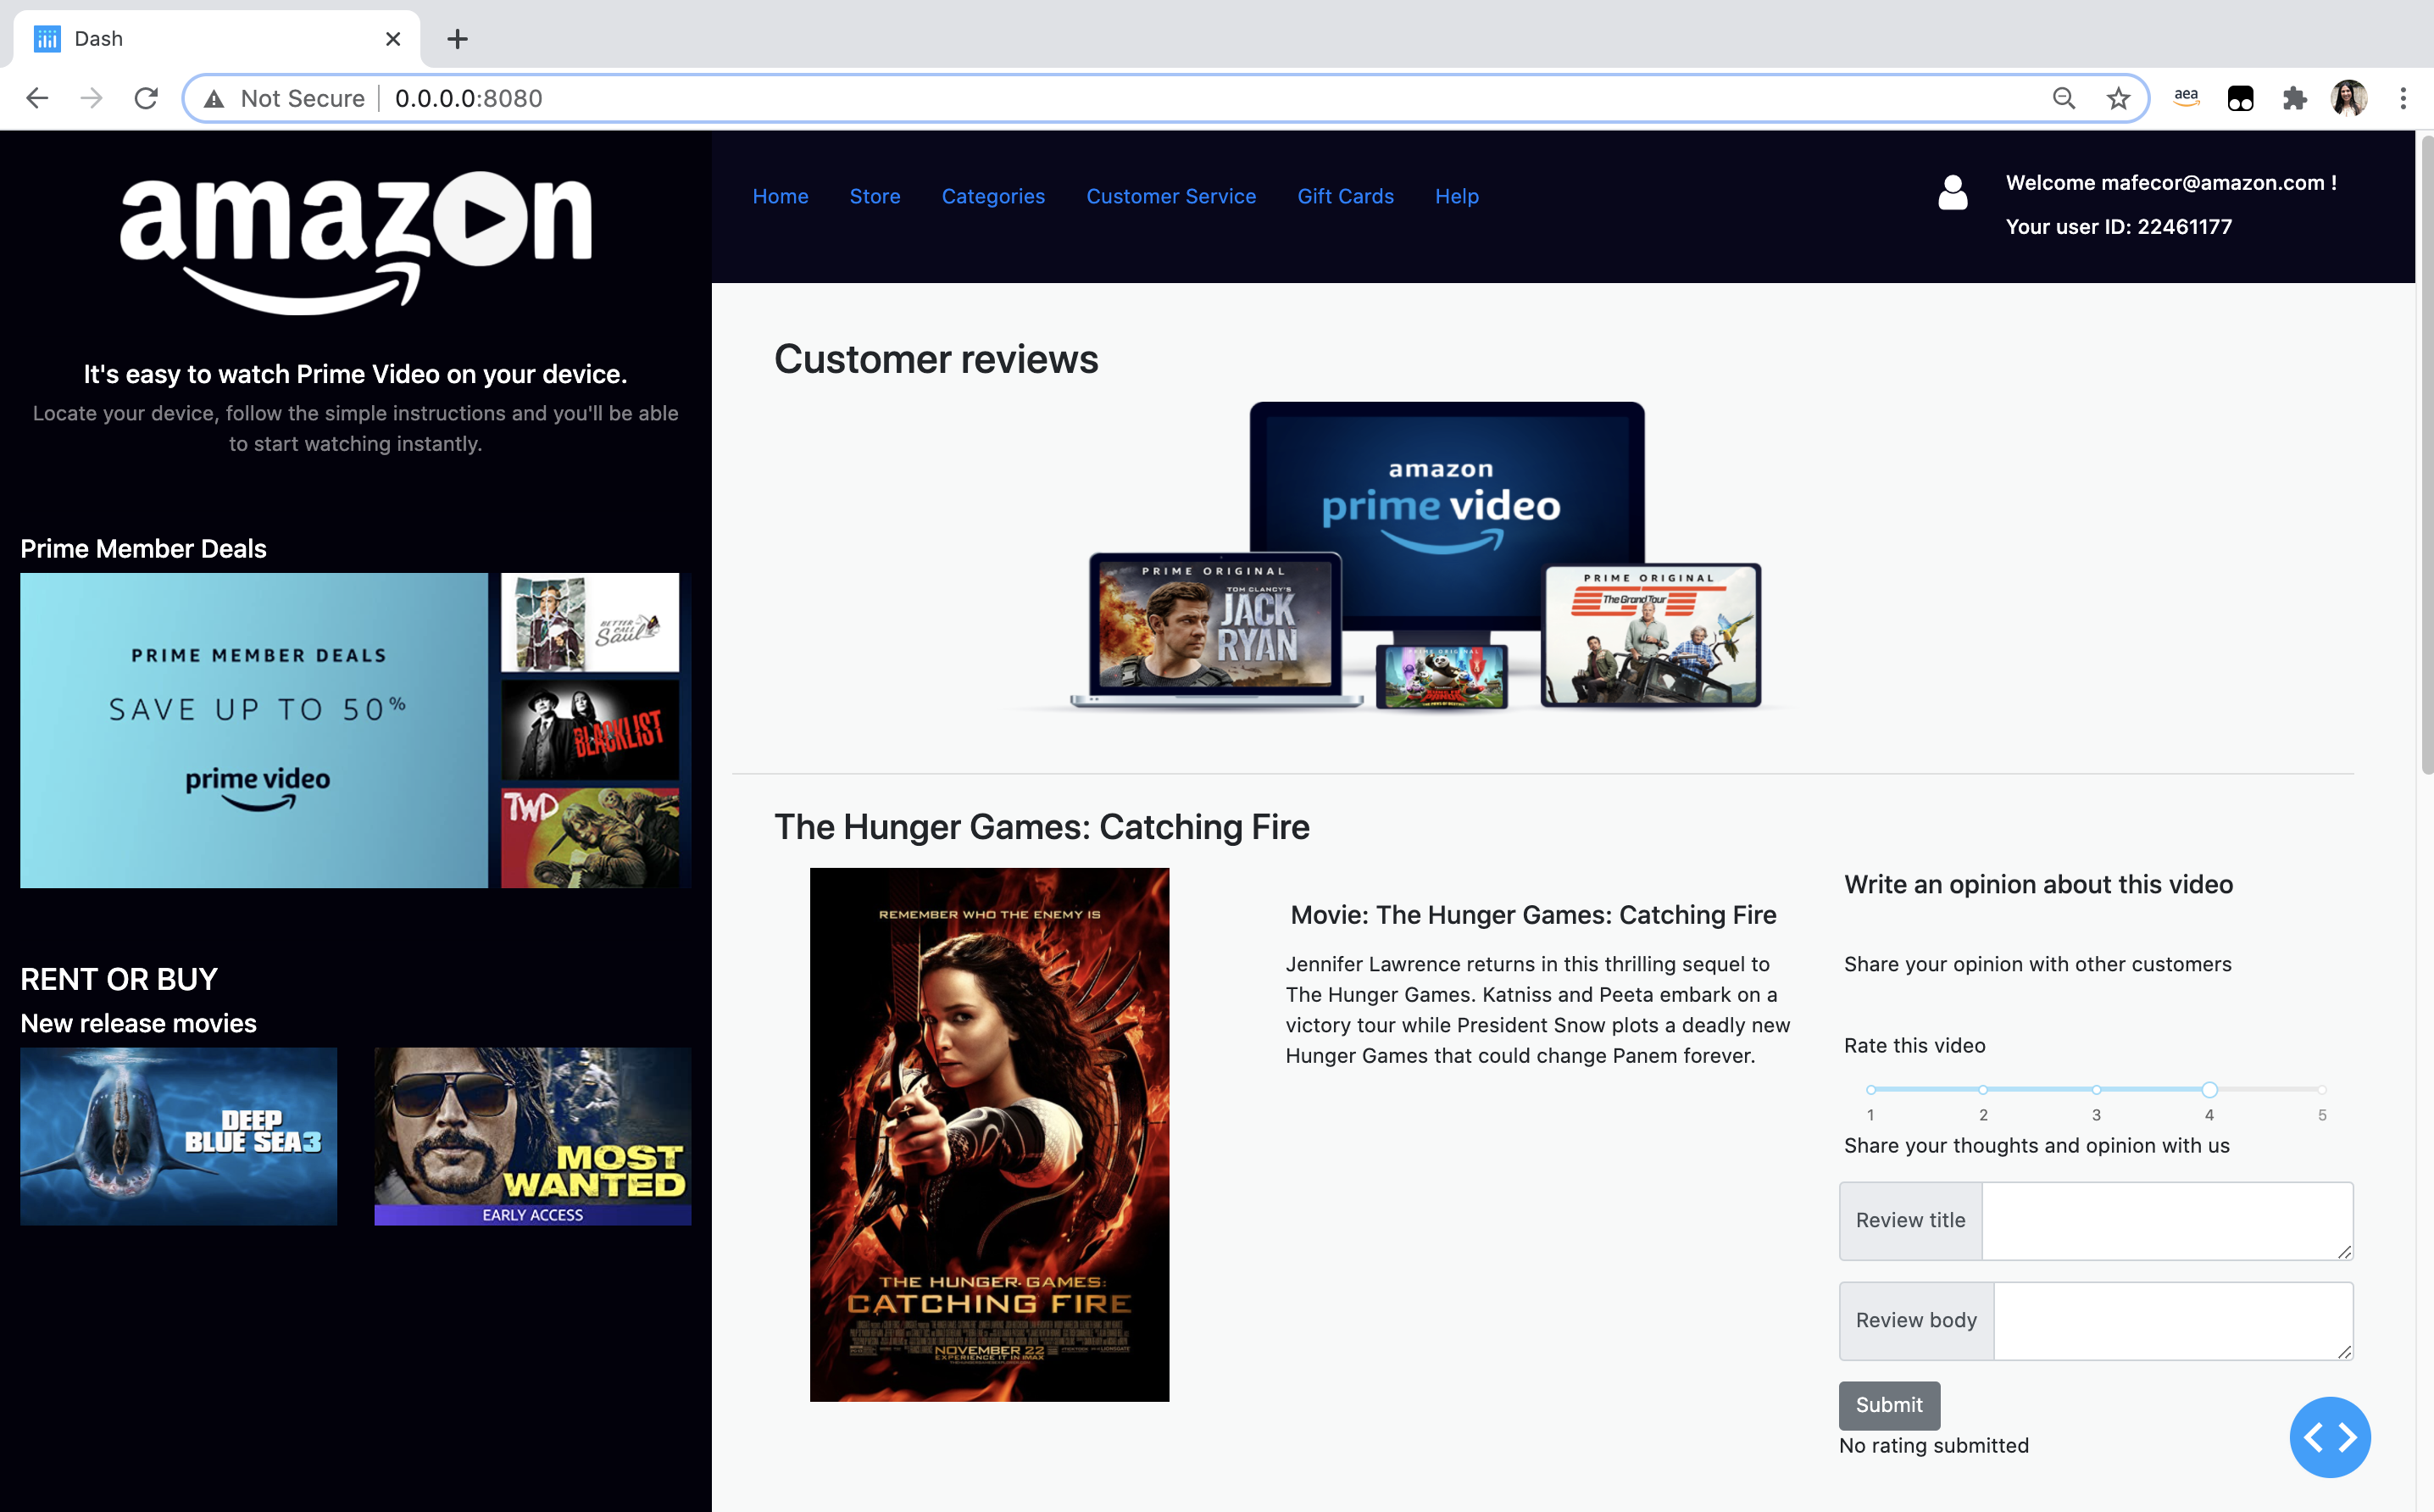 Dash
Not Secure
0.0.0.0:8080
aea
amazon
It's easy to watch Prime Video on your device.
Locate your device, follow the simple instructions and you'll be able
to start watching instantly.
Prime Member Deals
PRIME MEMBER DEALS
SAVE UP TO 50%
prime video
BETTER
CALL
Saul
BLACKLIST
TWD
RENT OR BUY
New release movies
DEEP
BLUE SEA3
MOST
WANTED
EARLY ACCESS
Home
Store
Categories
Customer Service
Gift Cards
Help
Welcome mafecor@amazon.com !
Your user ID: 22461177
Customer reviews
amazon
prime video
PRIME ORIGINAL
TOM CLANCY'S
JACK
RYAN
PRIME ORIGINAL
PRIME ORIGINAL
The Grand Tour
The Hunger Games: Catching Fire
REMEMBER WHO THE ENEMY IS
THE HUNGER GAMES:
CATCHING FIRE
NOVEMBER 22
EXPERIENCE IT IN IMAX
Movie: The Hunger Games: Catching Fire
Jennifer Lawrence returns in this thrilling sequel to
The Hunger Games. Katniss and Peeta embark on a
victory tour while President Snow plots a deadly new
Hunger Games that could change Panem forever.
Write an opinion about this video
Share your opinion with other customers
Rate this video
1 2 3 4 5
Share your thoughts and opinion with us
Review title
Review body
Submit
No rating submitted